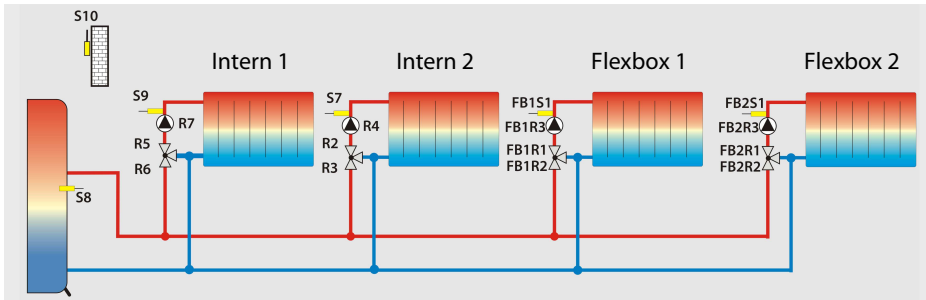 S10
Intern 1
Intern 2
Flexbox 1
Flexbox 2
S9
R7
R5
R6
S7
R4
R2
R3
FB1S1
FB1R3
FB1R1
FB1R2
FB2S1
FB2R3
FB2R1
FB2R2
S8